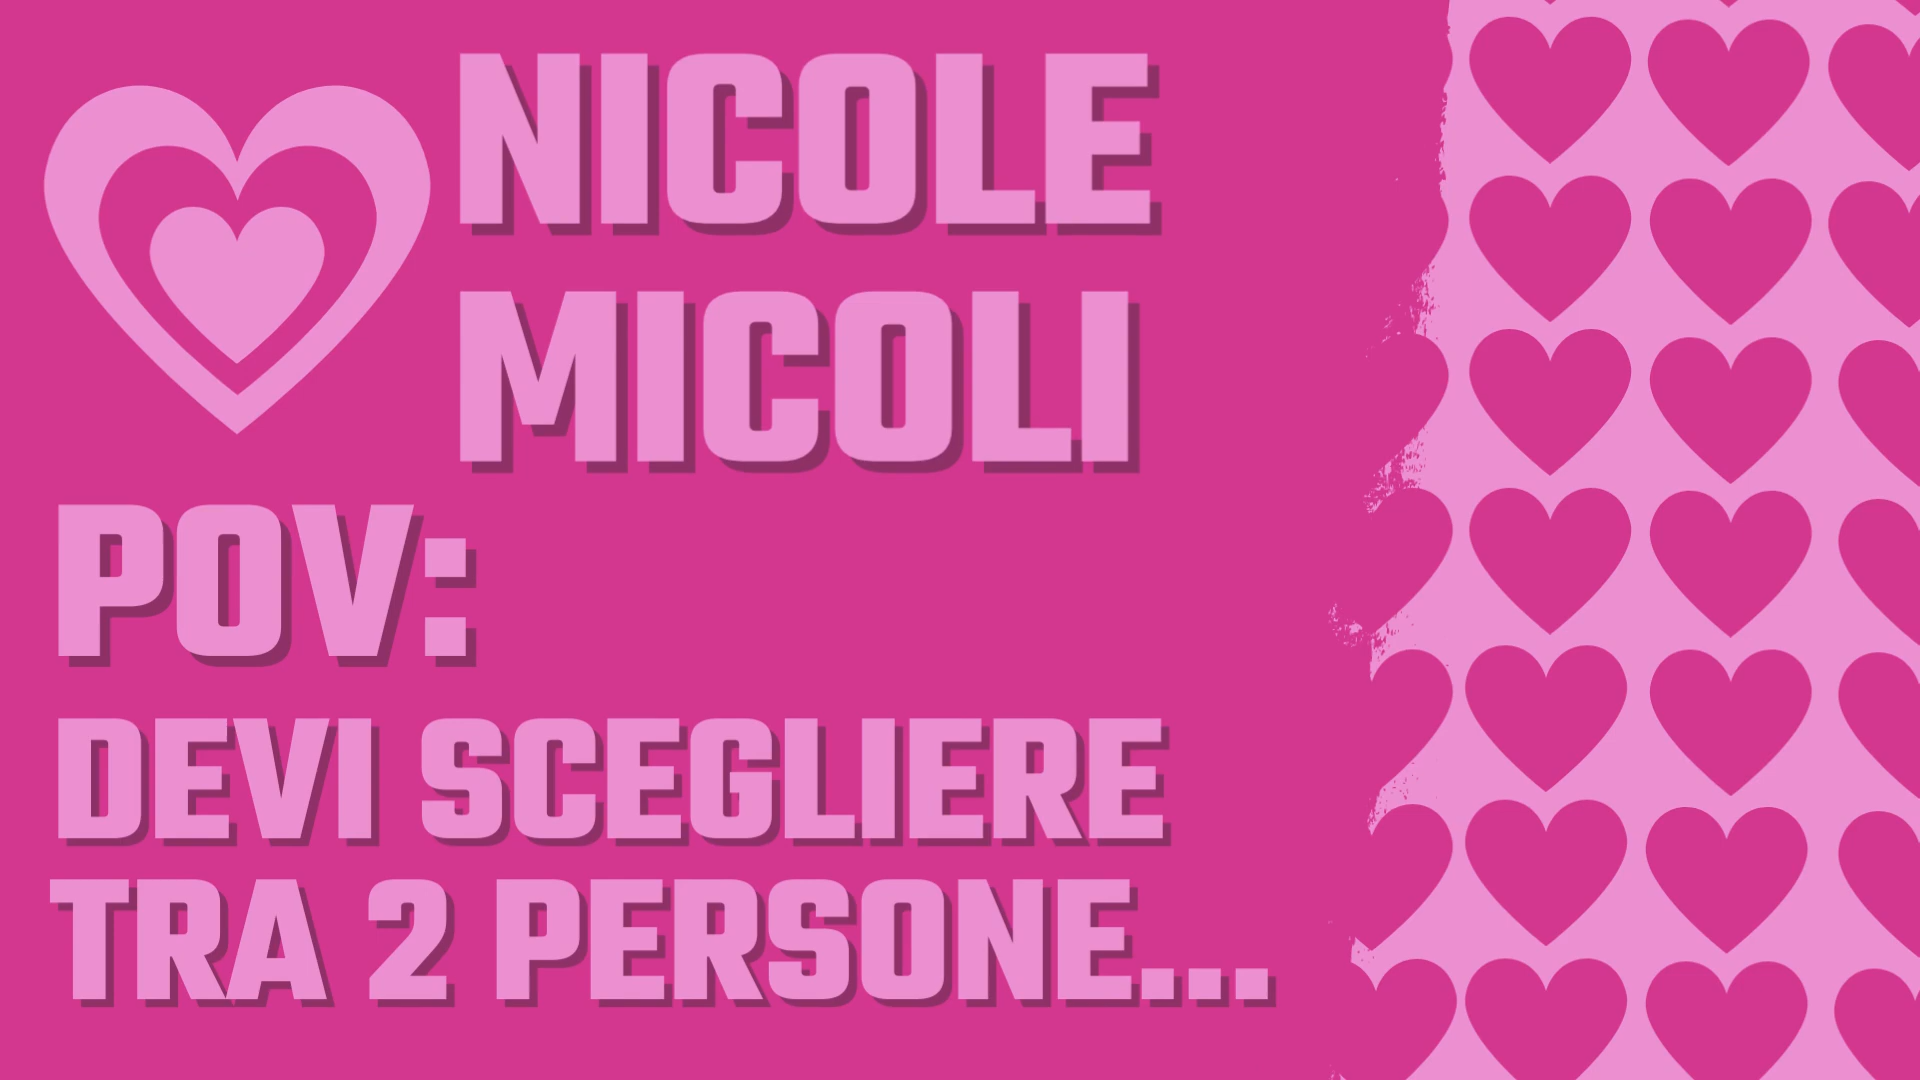 NICOLE
MICOLI
POV:
DEVI SCEGLIERE
TRA 2 PERSONE...